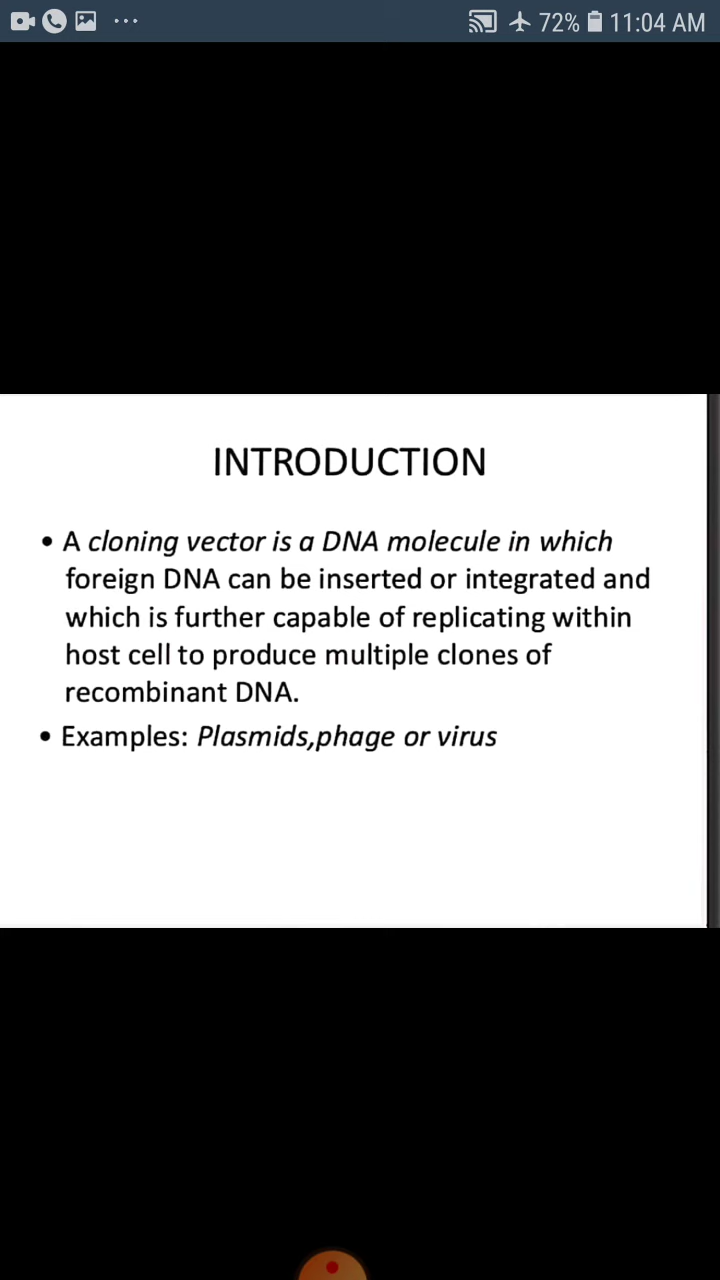 72% 11:04 AM
INTRODUCTION
• A cloning vector is a DNA molecule in which
foreign DNA can be inserted or integrated and
which is further capable of replicating within
host cell to produce multiple clones of
recombinant DNA.
• Examples: Plasmids,phage or virus